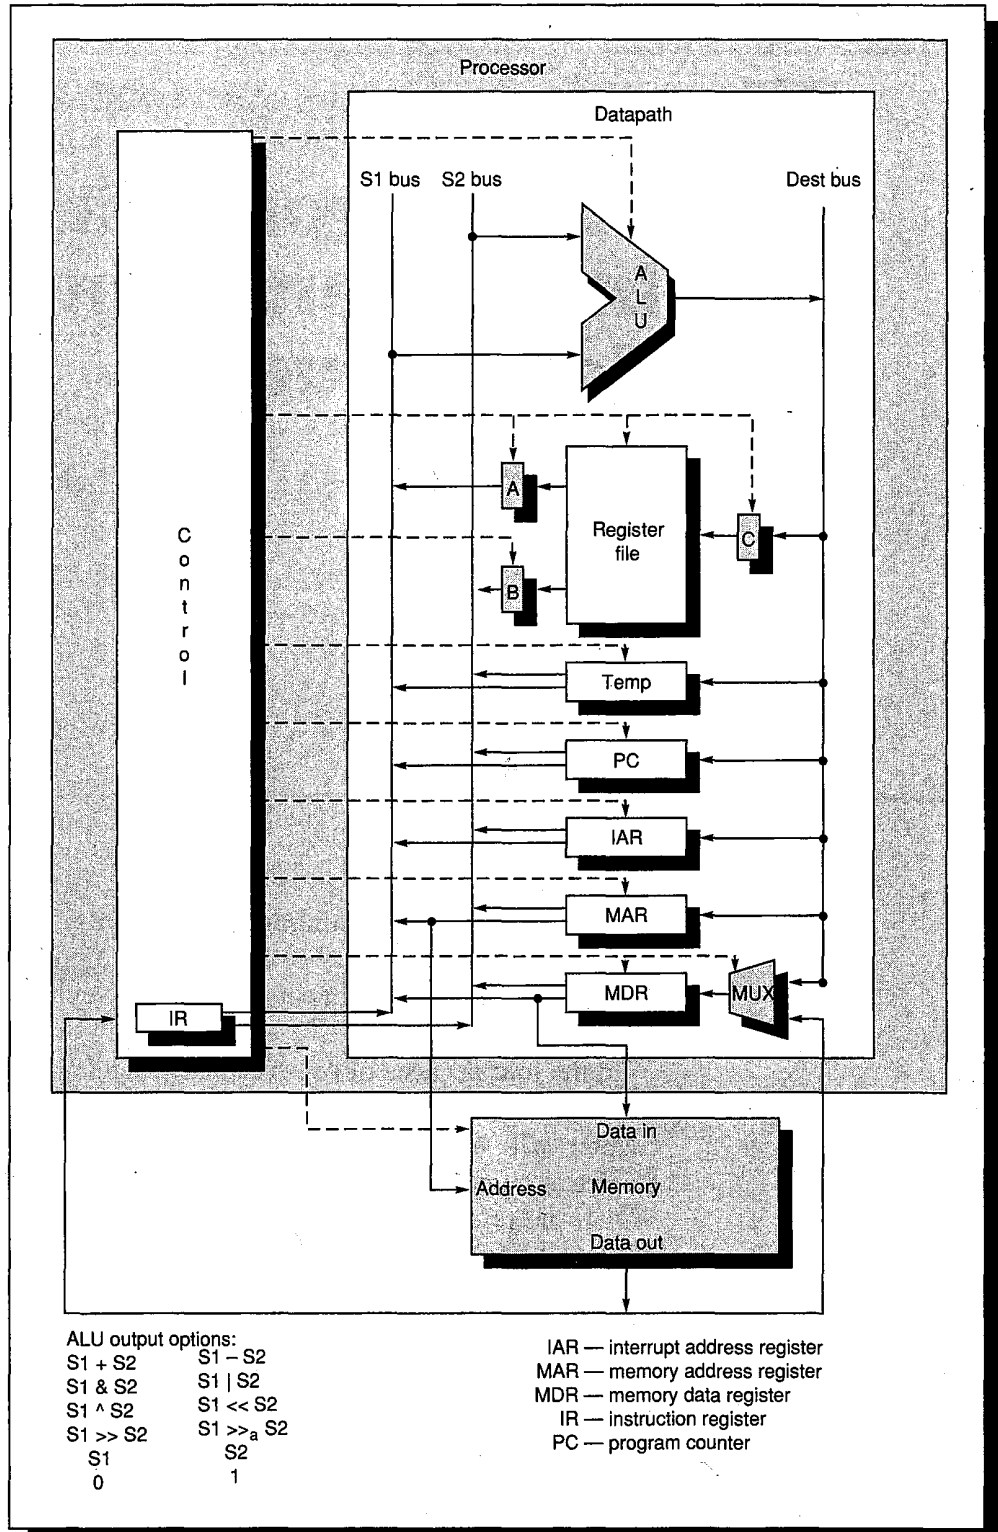 Processor
Datapath
S1 bus
S2 bus
Dest bus
A
L
U
A
Register
file
C
B
C
o
n
t
r
o
l
Temp
PC
IAR
MAR
MDR
MUX
IR
Data in
Address
Memory
Data out
ALU output options:
S1 + S2
S1 – S2
S1 & S2
S1 | S2
S1 ^ S2
S1 << S2
S1 >> S2
S1 >>a S2
S1
S2
0
1
IAR — interrupt address register
MAR — memory address register
MDR — memory data register
IR — instruction register
PC — program counter